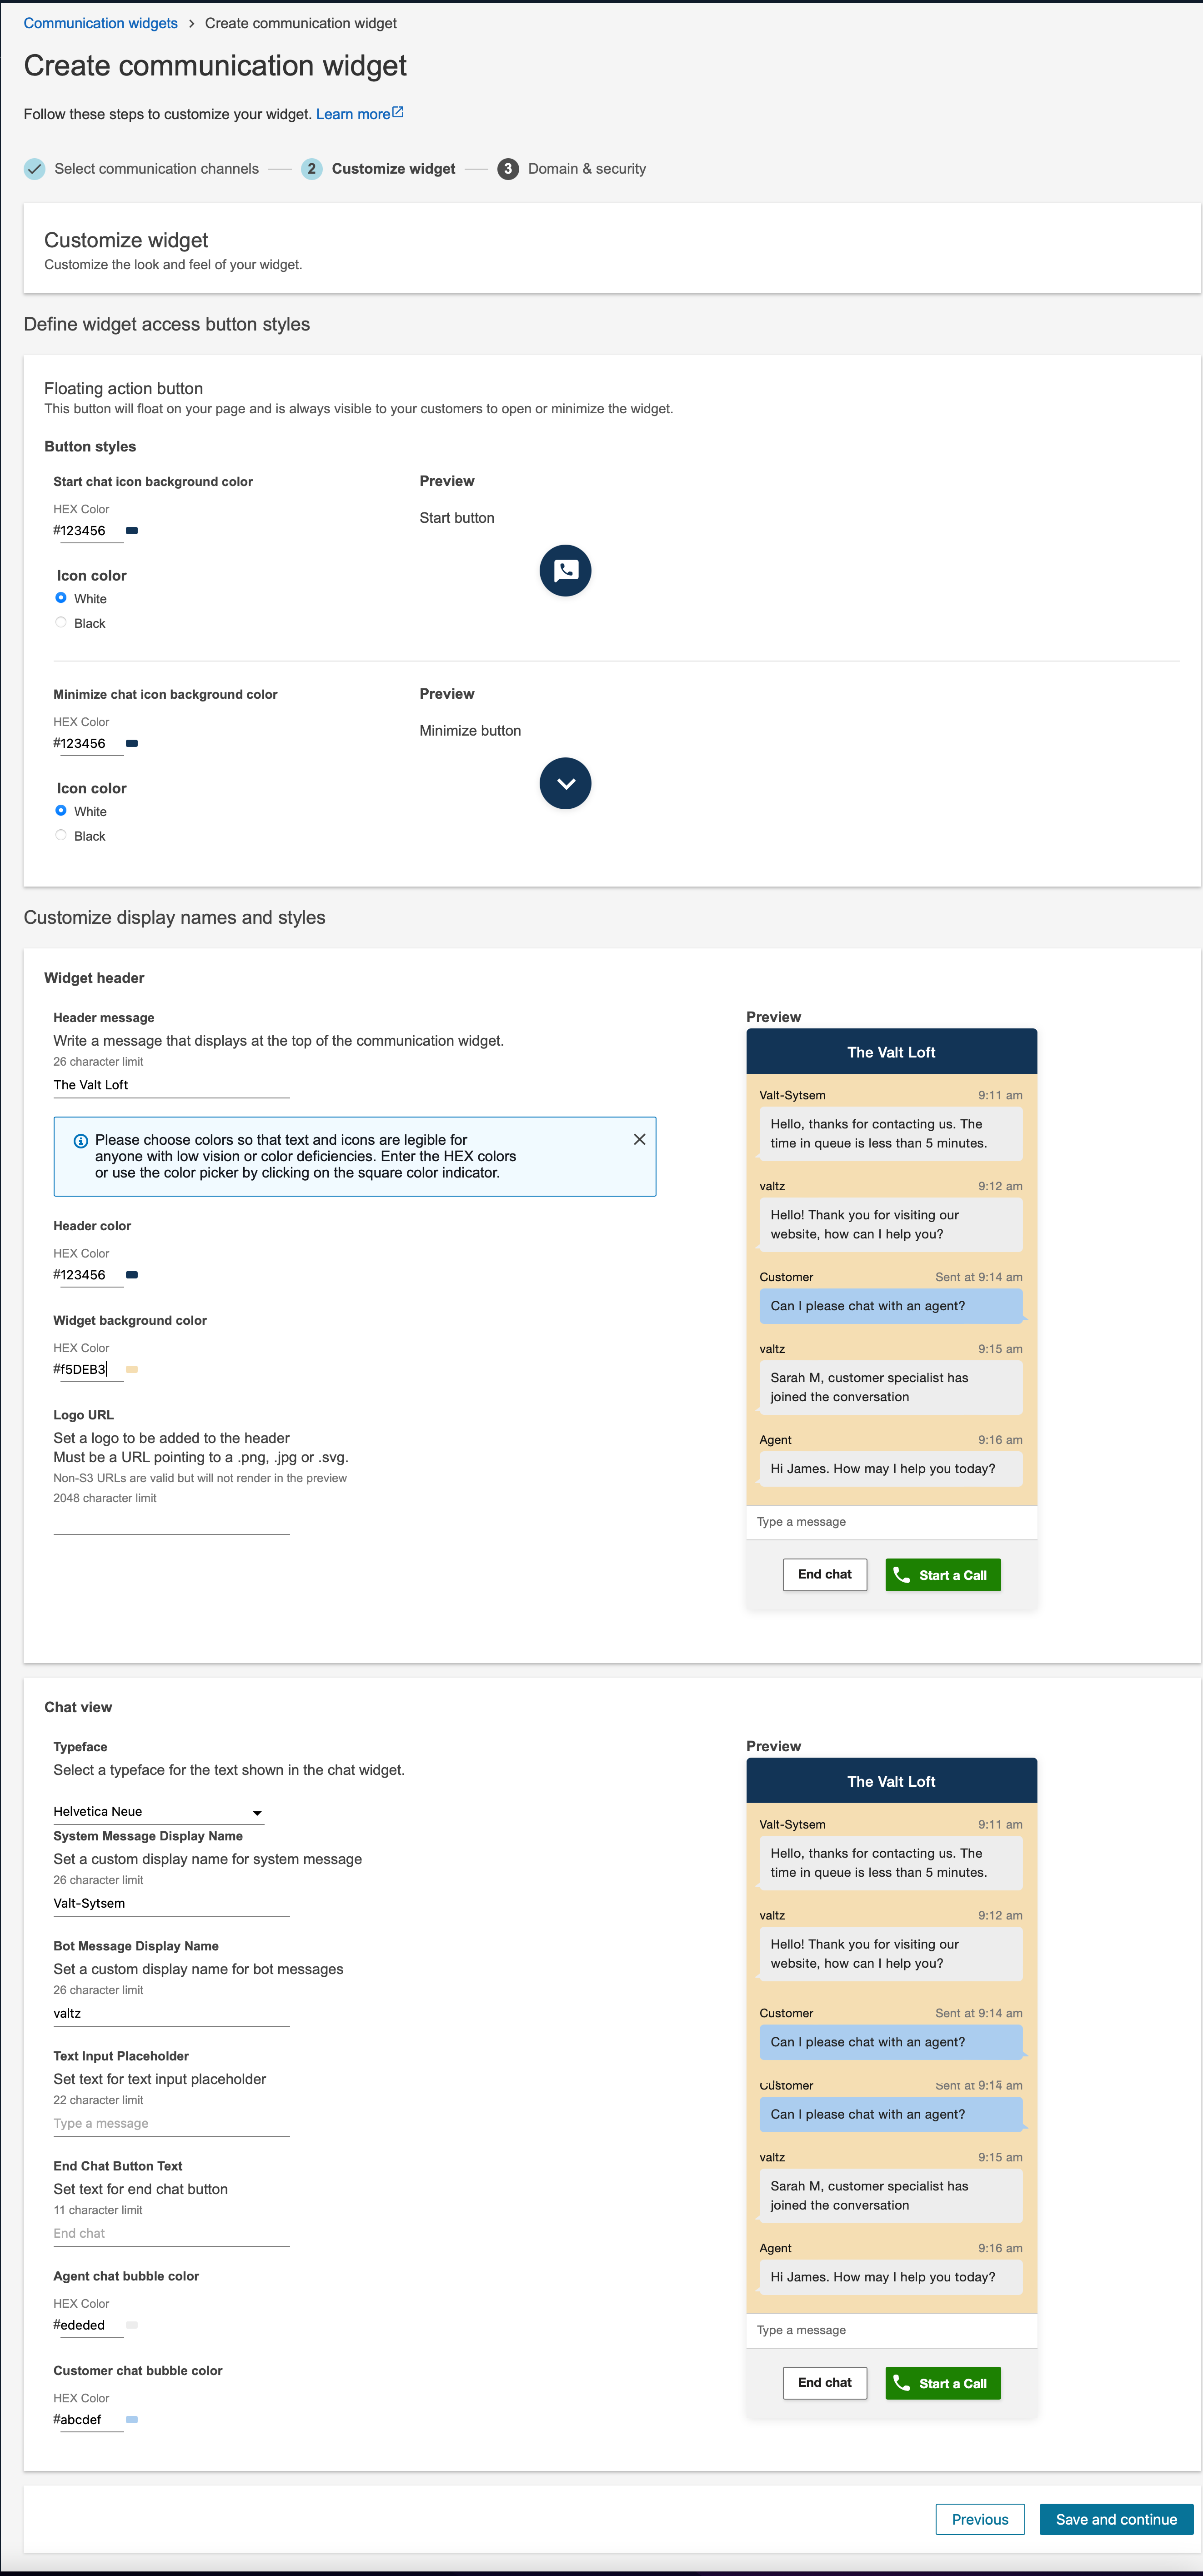 Communication widgets > Create communication widget
Create communication widget
Follow these steps to customize your widget. Learn more
Select communication channels
2 Customize widget
3 Domain & security
Customize widget
Customize the look and feel of your widget.
Define widget access button styles
Floating action button
This button will float on your page and is always visible to your customers to open or minimize the widget.
Button styles
Start chat icon background color
HEX Color
#123456
Icon color
White
Black
Preview
Start button
Minimize chat icon background color
HEX Color
#123456
Icon color
White
Black
Preview
Minimize button
Customize display names and styles
Widget header
Header message
Write a message that displays at the top of the communication widget.
26 character limit
The Valt Loft
Please choose colors so that text and icons are legible for
anyone with low vision or color deficiencies. Enter the HEX colors
or use the color picker by clicking on the square color indicator.
Header color
HEX Color
#123456
Widget background color
HEX Color
#f5DEB3
Logo URL
Set a logo to be added to the header
Must be a URL pointing to a .png, .jpg or .svg.
Non-S3 URLs are valid but will not render in the preview
2048 character limit
Preview
The Valt Loft
Valt-Sytsem 9:11 am
Hello, thanks for contacting us. The
time in queue is less than 5 minutes.
valtz 9:12 am
Hello! Thank you for visiting our
website, how can I help you?
Customer Sent at 9:14 am
Can I please chat with an agent?
valtz 9:15 am
Sarah M, customer specialist has
joined the conversation
Agent 9:16 am
Hi James. How may I help you today?
Type a message
End chat
Start a Call
Chat view
Typeface
Select a typeface for the text shown in the chat widget.
Helvetica Neue
System Message Display Name
Set a custom display name for system message
26 character limit
Valt-Sytsem
Bot Message Display Name
Set a custom display name for bot messages
26 character limit
valtz
Text Input Placeholder
Set text for text input placeholder
22 character limit
Type a message
End Chat Button Text
Set text for end chat button
11 character limit
End chat
Agent chat bubble color
HEX Color
#ededed
Customer chat bubble color
HEX Color
#abcdef
Preview
The Valt Loft
Valt-Sytsem 9:11 am
Hello, thanks for contacting us. The
time in queue is less than 5 minutes.
valtz 9:12 am
Hello! Thank you for visiting our
website, how can I help you?
Customer Sent at 9:14 am
Can I please chat with an agent?
Customer Sent at 9:14 am
Can I please chat with an agent?
valtz 9:15 am
Sarah M, customer specialist has
joined the conversation
Agent 9:16 am
Hi James. How may I help you today?
Type a message
End chat
Start a Call
Previous
Save and continue